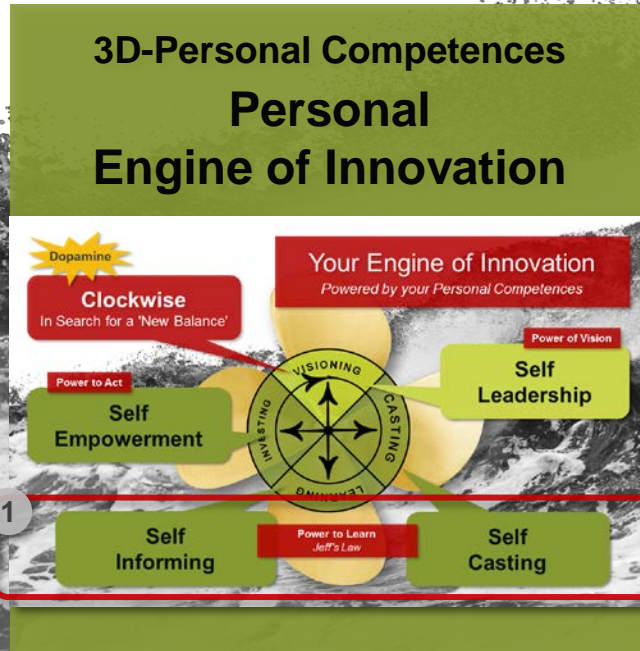 3D-Personal Competences
Personal
Engine of Innovation
Dopamine
Your Engine of Innovation
Powered by your Personal Competences
Clockwise
In Search for a 'New Balance'
Power of Vision
VISIONING
Self
Leadership
Power to Act
Self
Empowerment
INVESTING
CASTING
LEARNING
1
Self
Informing
Power to Learn
Jeff's Law
Self
Casting